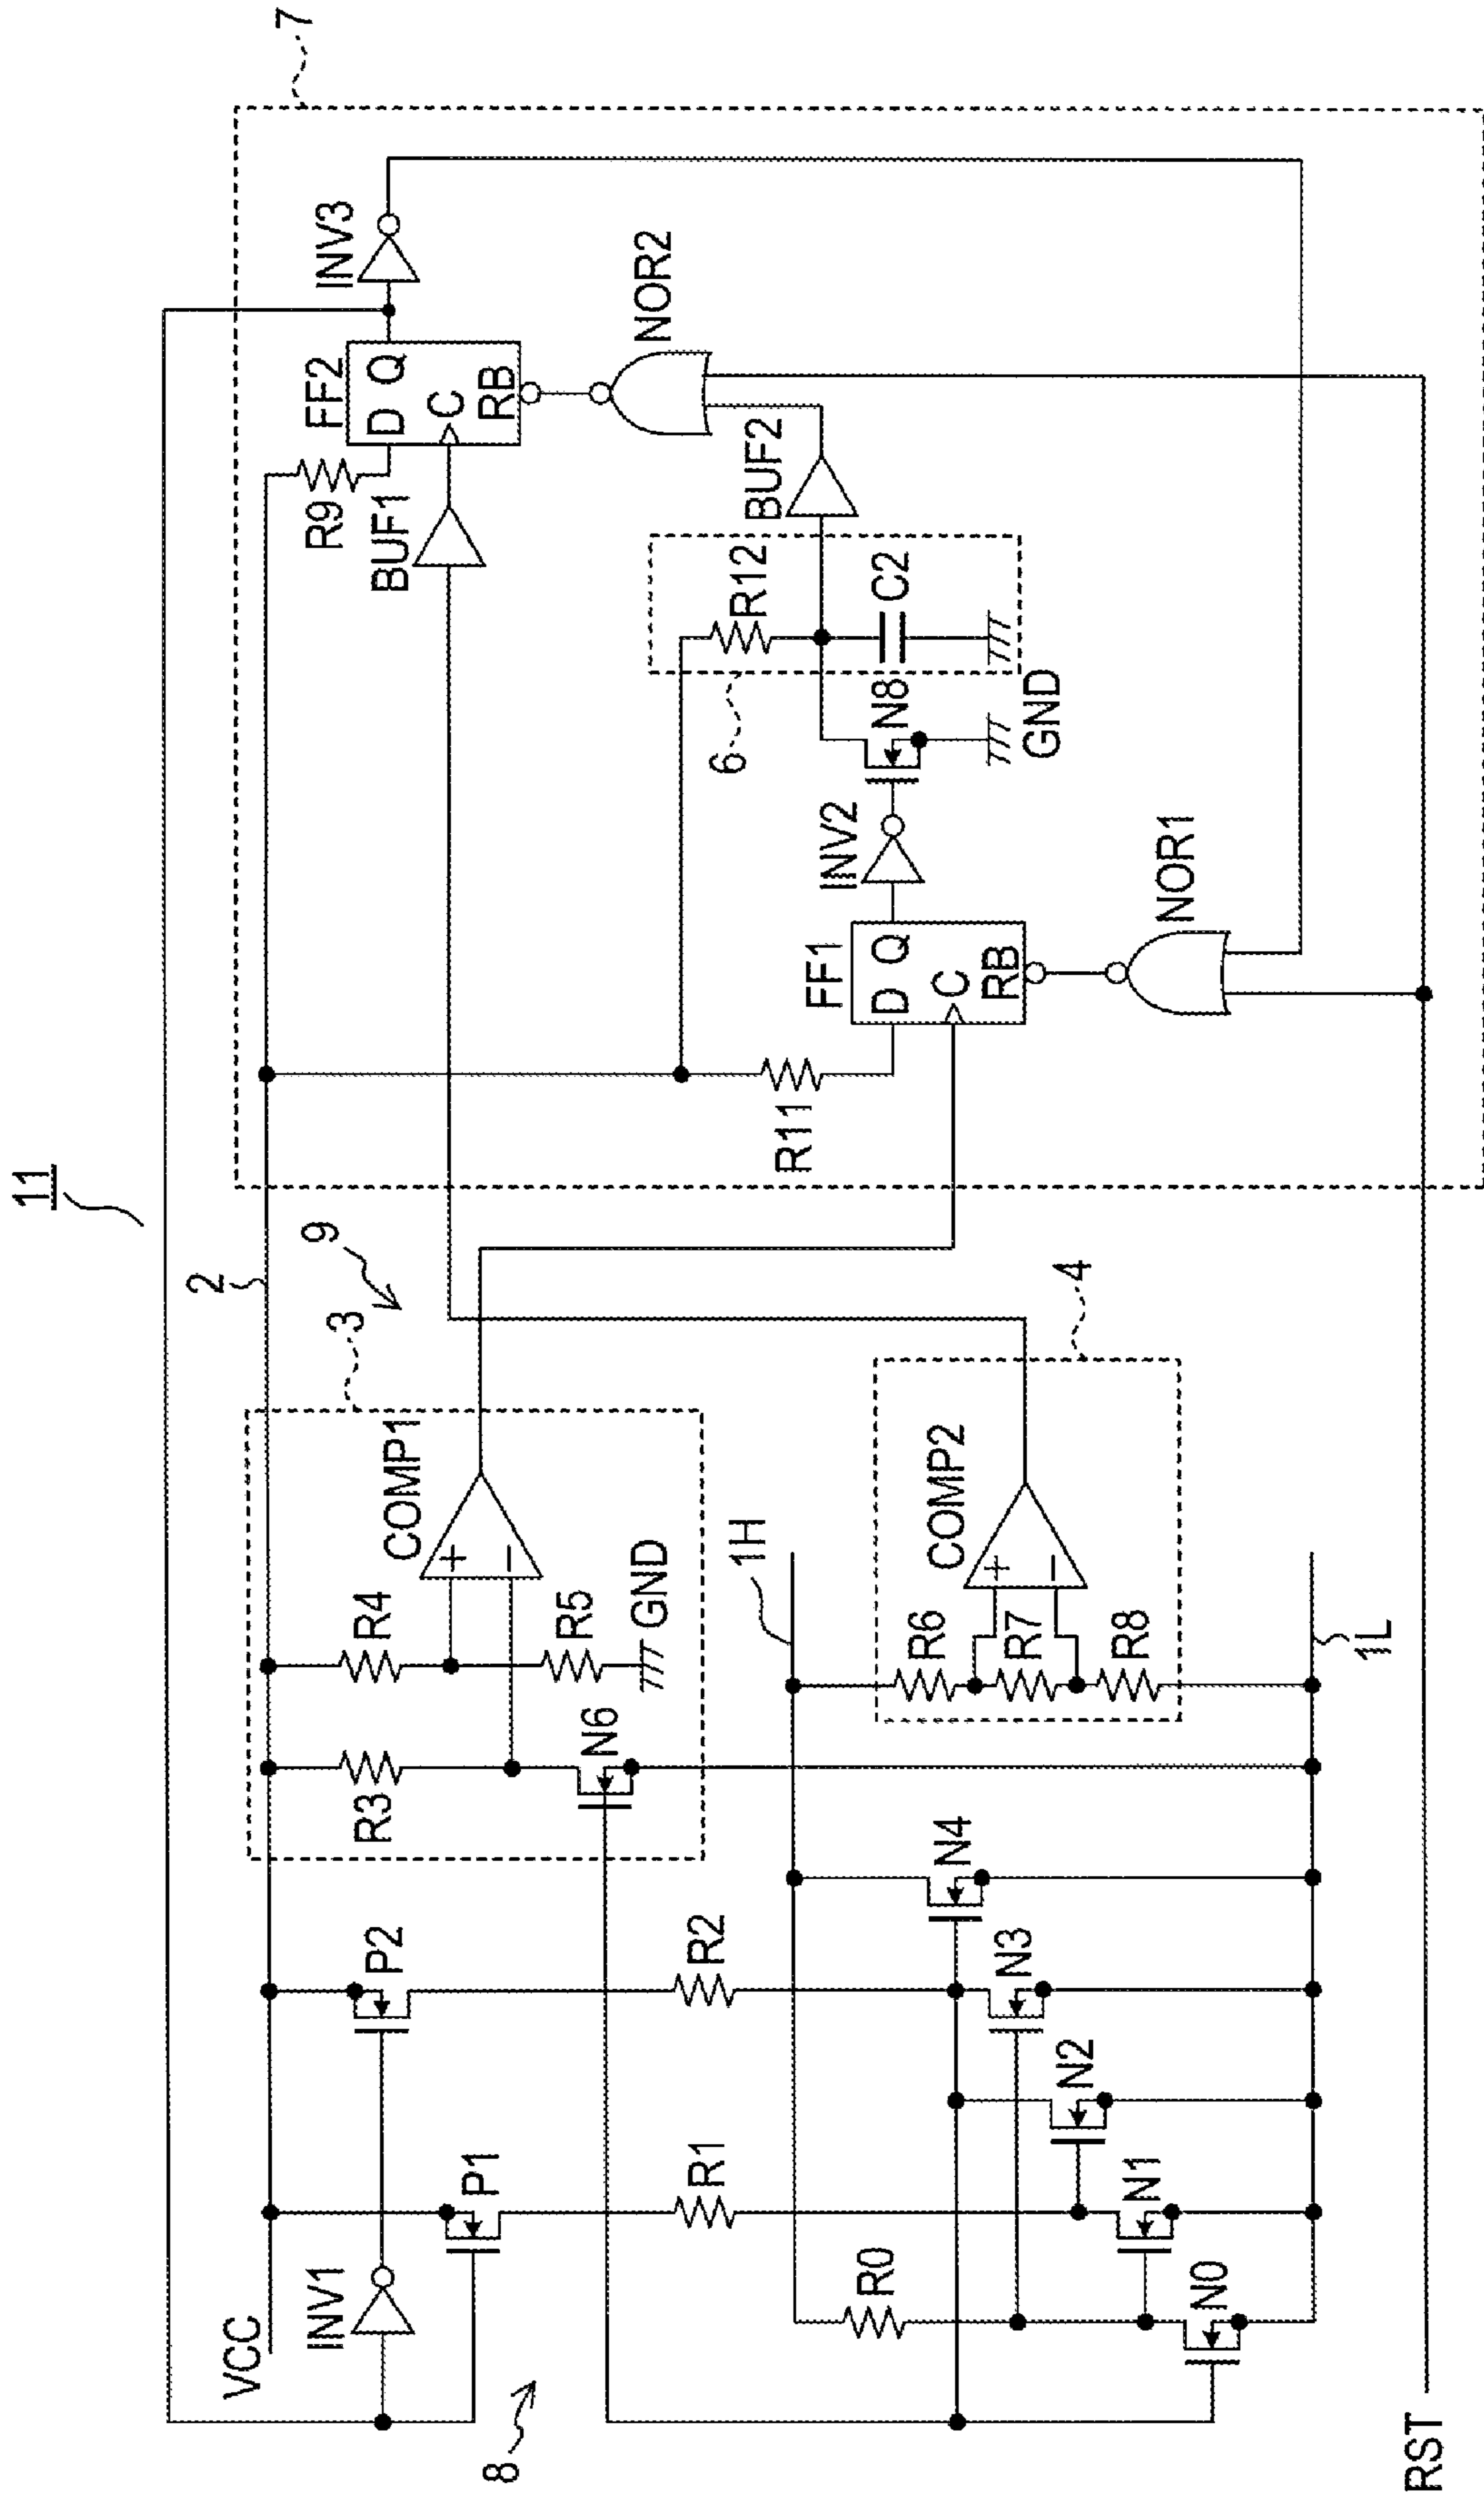 11
7
2
9
3
VCC
INV1
P1
P2
R3
R4
COMP1
N6
R5
GND
8
R1
R2
1H
R0
N0
N1
N2
N3
N4
R6
R7
R8
COMP2
4
1L
RST
R9
FF2
D Q
C
RB
INV3
BUF1
NOR2
BUF2
R12
C2
6
N8
GND
INV2
R11
FF1
D Q
C
RB
NOR1